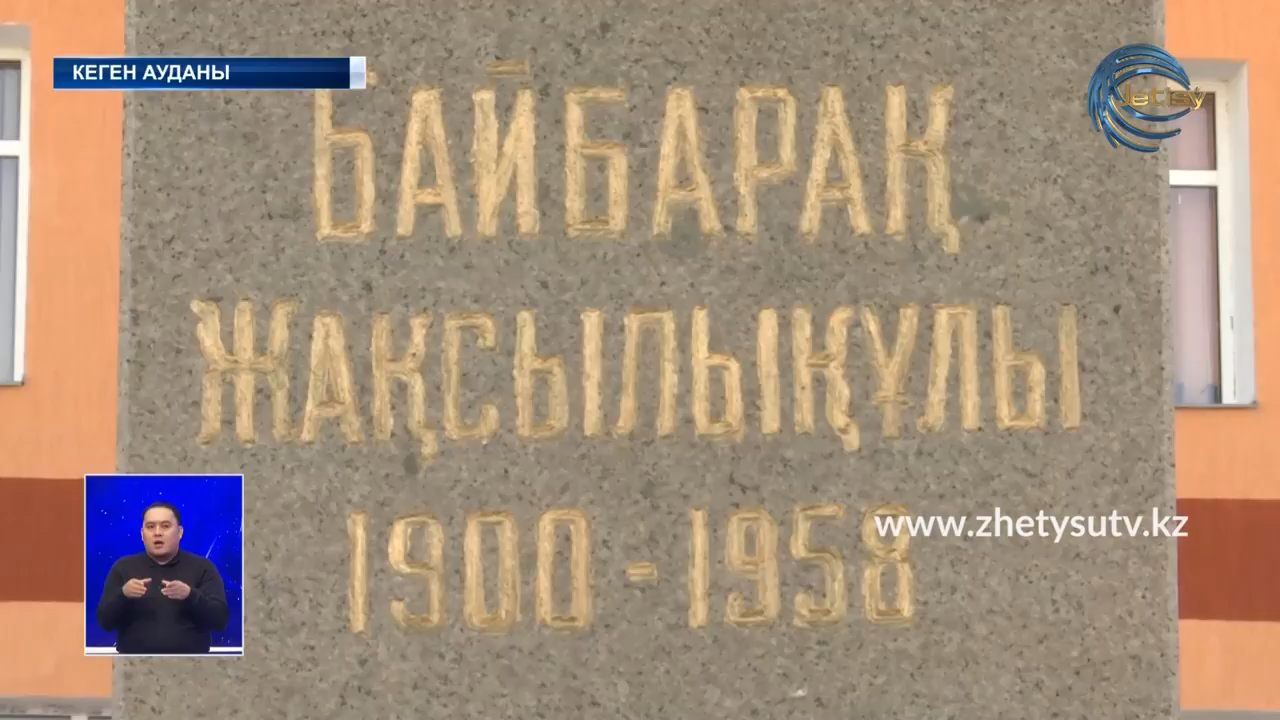 КЕГЕН АУДАНЫ
Jetisy
БАЙБАРАҚ
ЖАҚСЫЛЫҚҰЛЫ
1900-1958
www.zhetysutv.kz